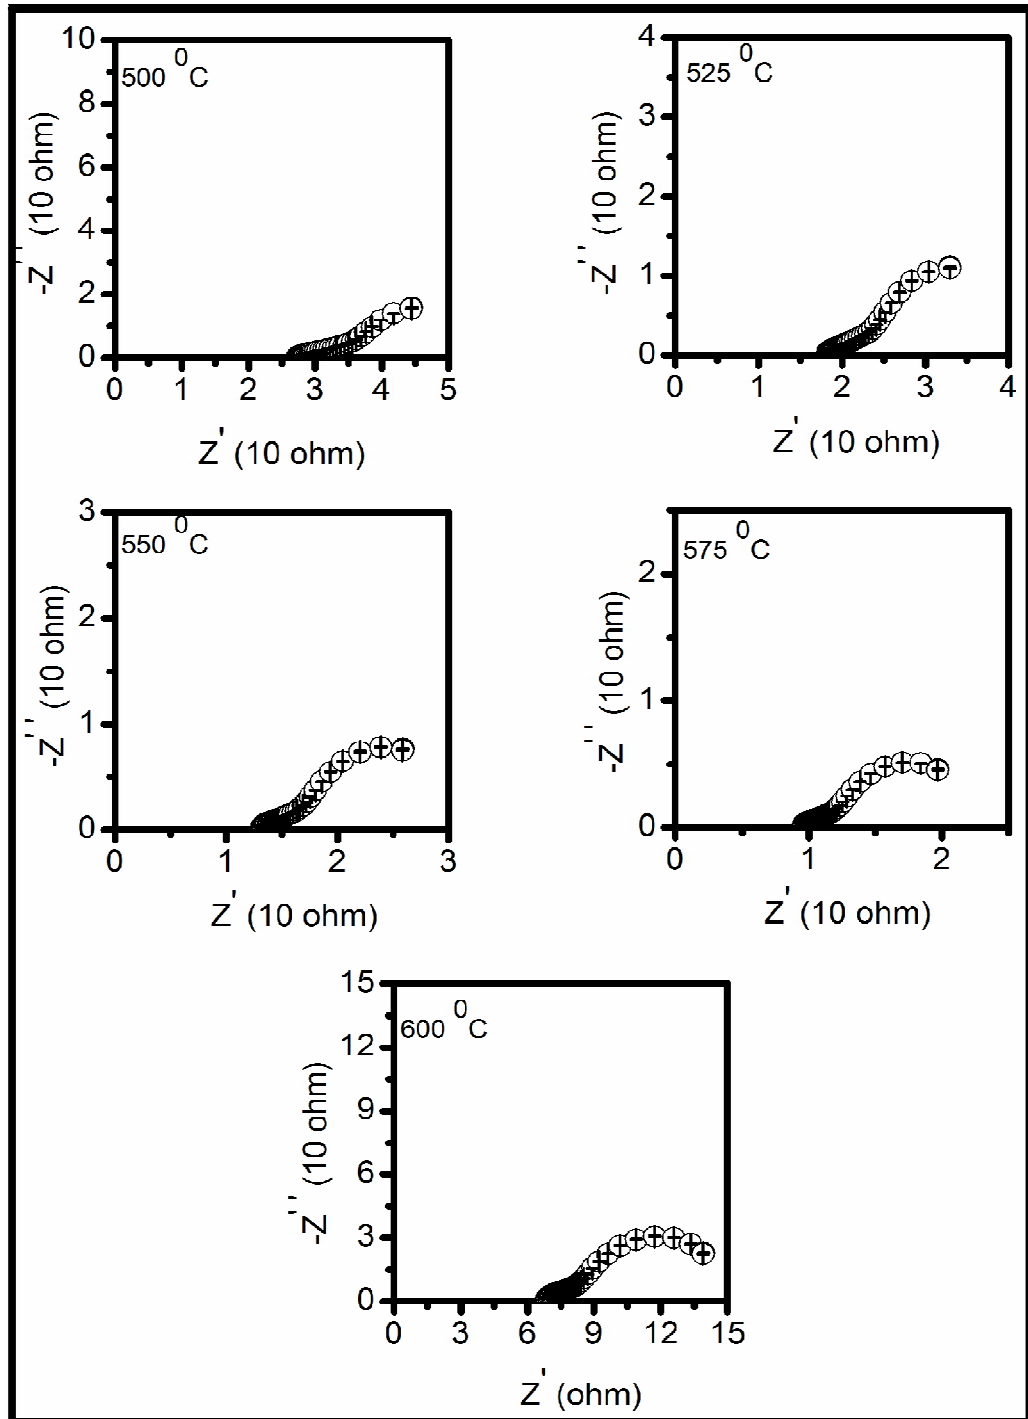 500 ⁰C
10
8
6
4
2
0
-Z'' (10 ohm)
0 1 2 3 4 5
Z' (10 ohm)
525 ⁰C
4
3
2
1
0
-Z'' (10 ohm)
0 1 2 3 4
Z' (10 ohm)
550 ⁰C
3
2
1
0
-Z'' (10 ohm)
0 1 2 3
Z' (10 ohm)
575 ⁰C
2
1
0
-Z'' (10 ohm)
0 1 2
Z' (10 ohm)
600 ⁰C
15
12
9
6
3
0
-Z'' (10 ohm)
0 3 6 9 12 15
Z' (ohm)